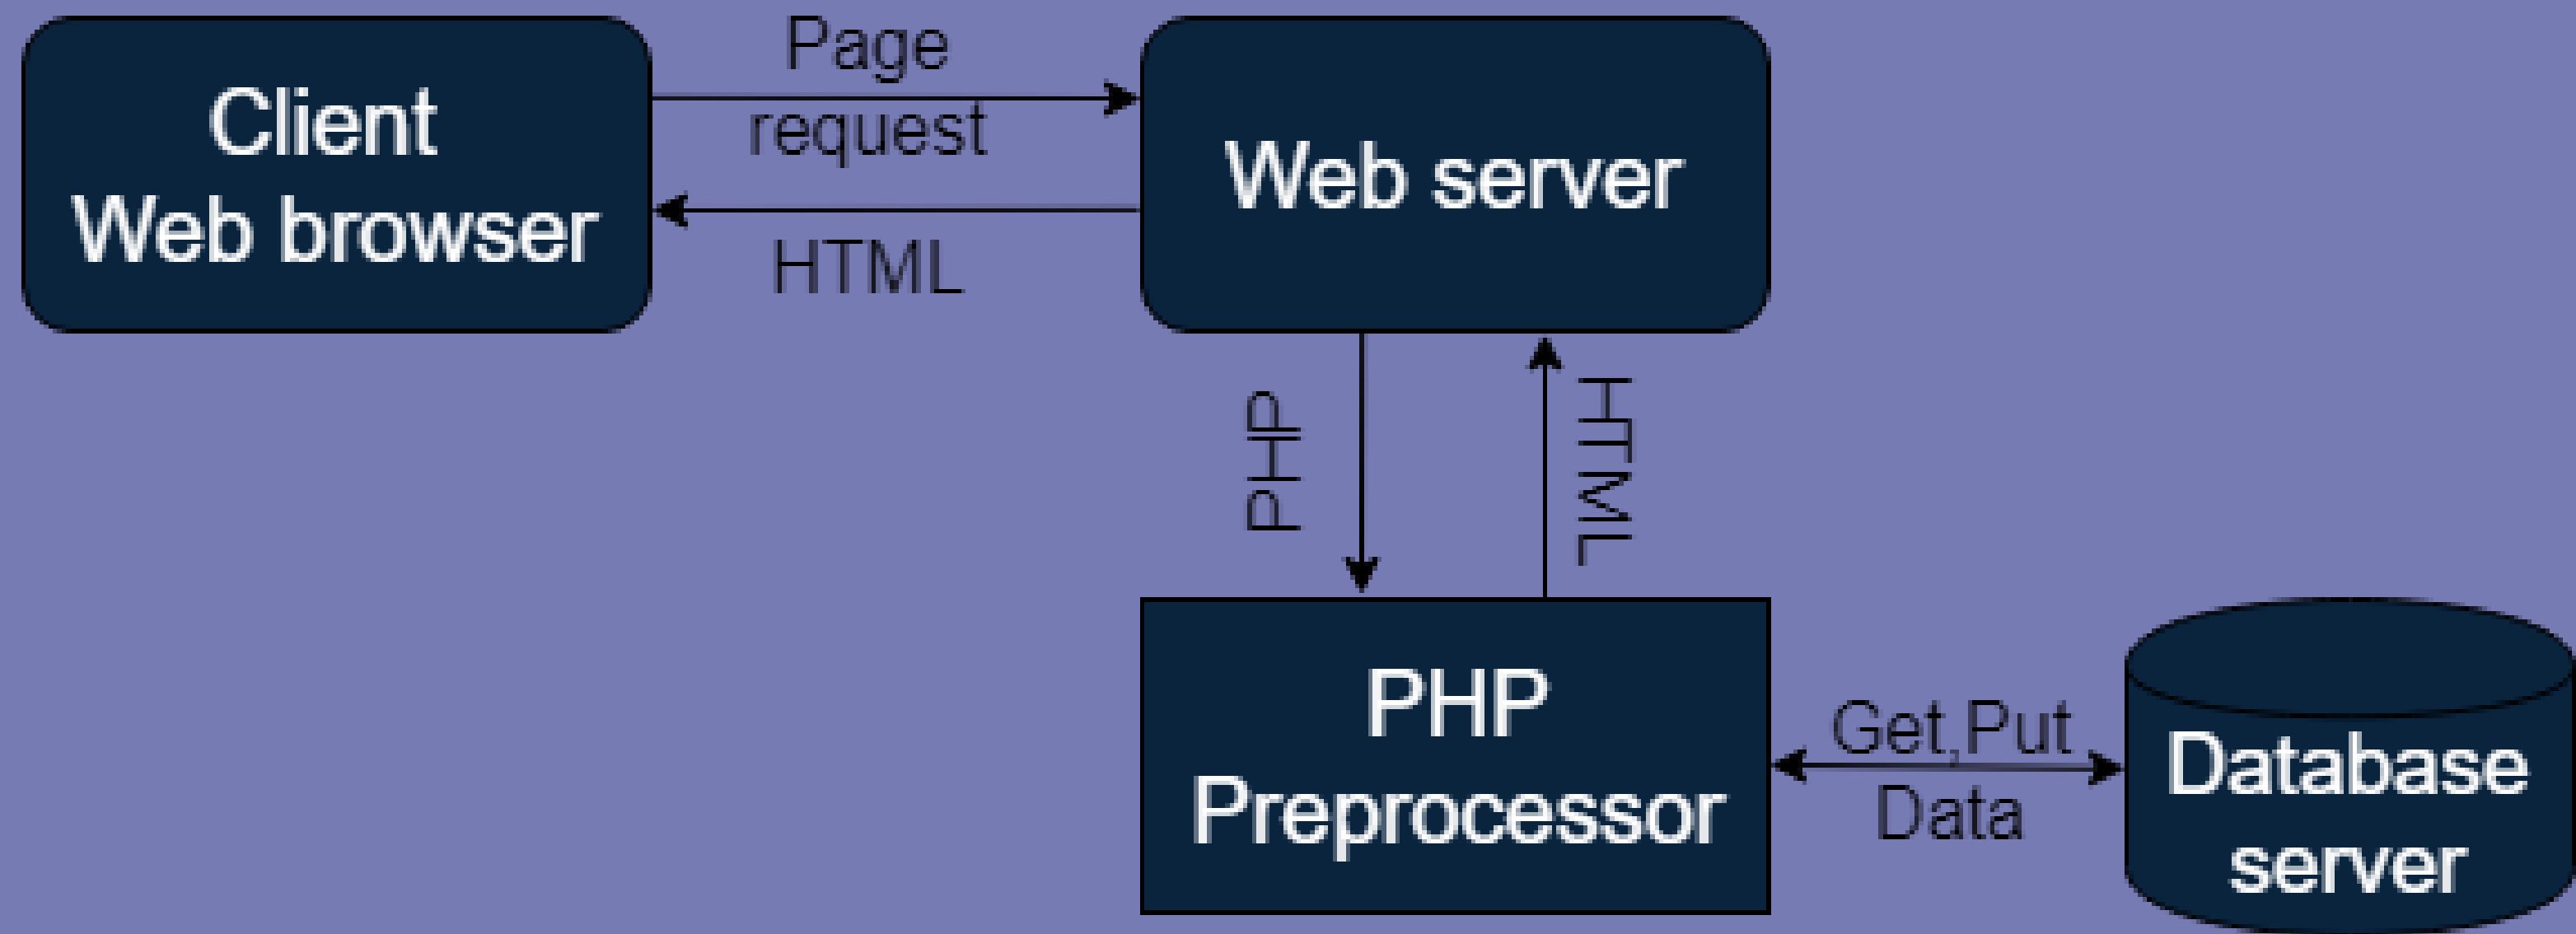 Client
Web browser
Page
request
HTML
Web server
PHP
HTML
PHP
Preprocessor
Get,Put
Data
Database
server